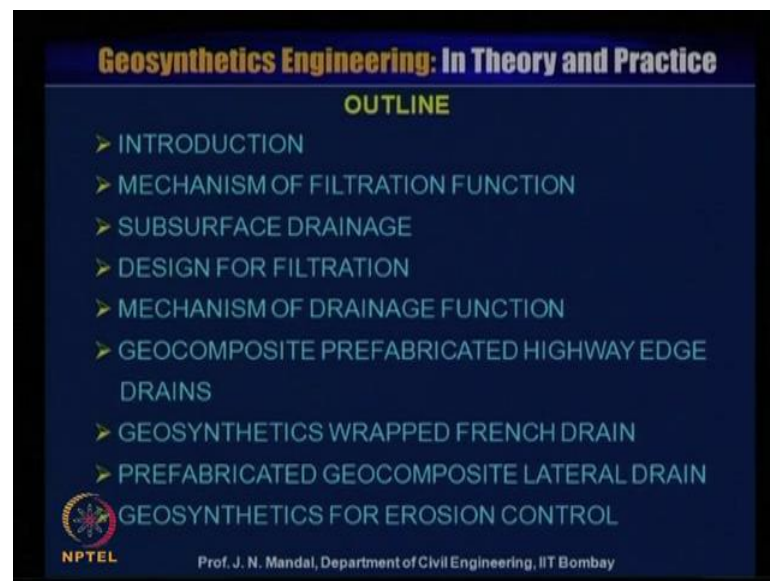 Geosynthetics Engineering: In Theory and Practice
OUTLINE
➢ INTRODUCTION
➢ MECHANISM OF FILTRATION FUNCTION
➢ SUBSURFACE DRAINAGE
➢ DESIGN FOR FILTRATION
➢ MECHANISM OF DRAINAGE FUNCTION
➢ GEOCOMPOSITE PREFABRICATED HIGHWAY EDGE
DRAINS
➢ GEOSYNTHETICS WRAPPED FRENCH DRAIN
➢ PREFABRICATED GEOCOMPOSITE LATERAL DRAIN
➢ GEOSYNTHETICS FOR EROSION CONTROL
NPTEL
Prof. J. N. Mandal, Department of Civil Engineering, IIT Bombay